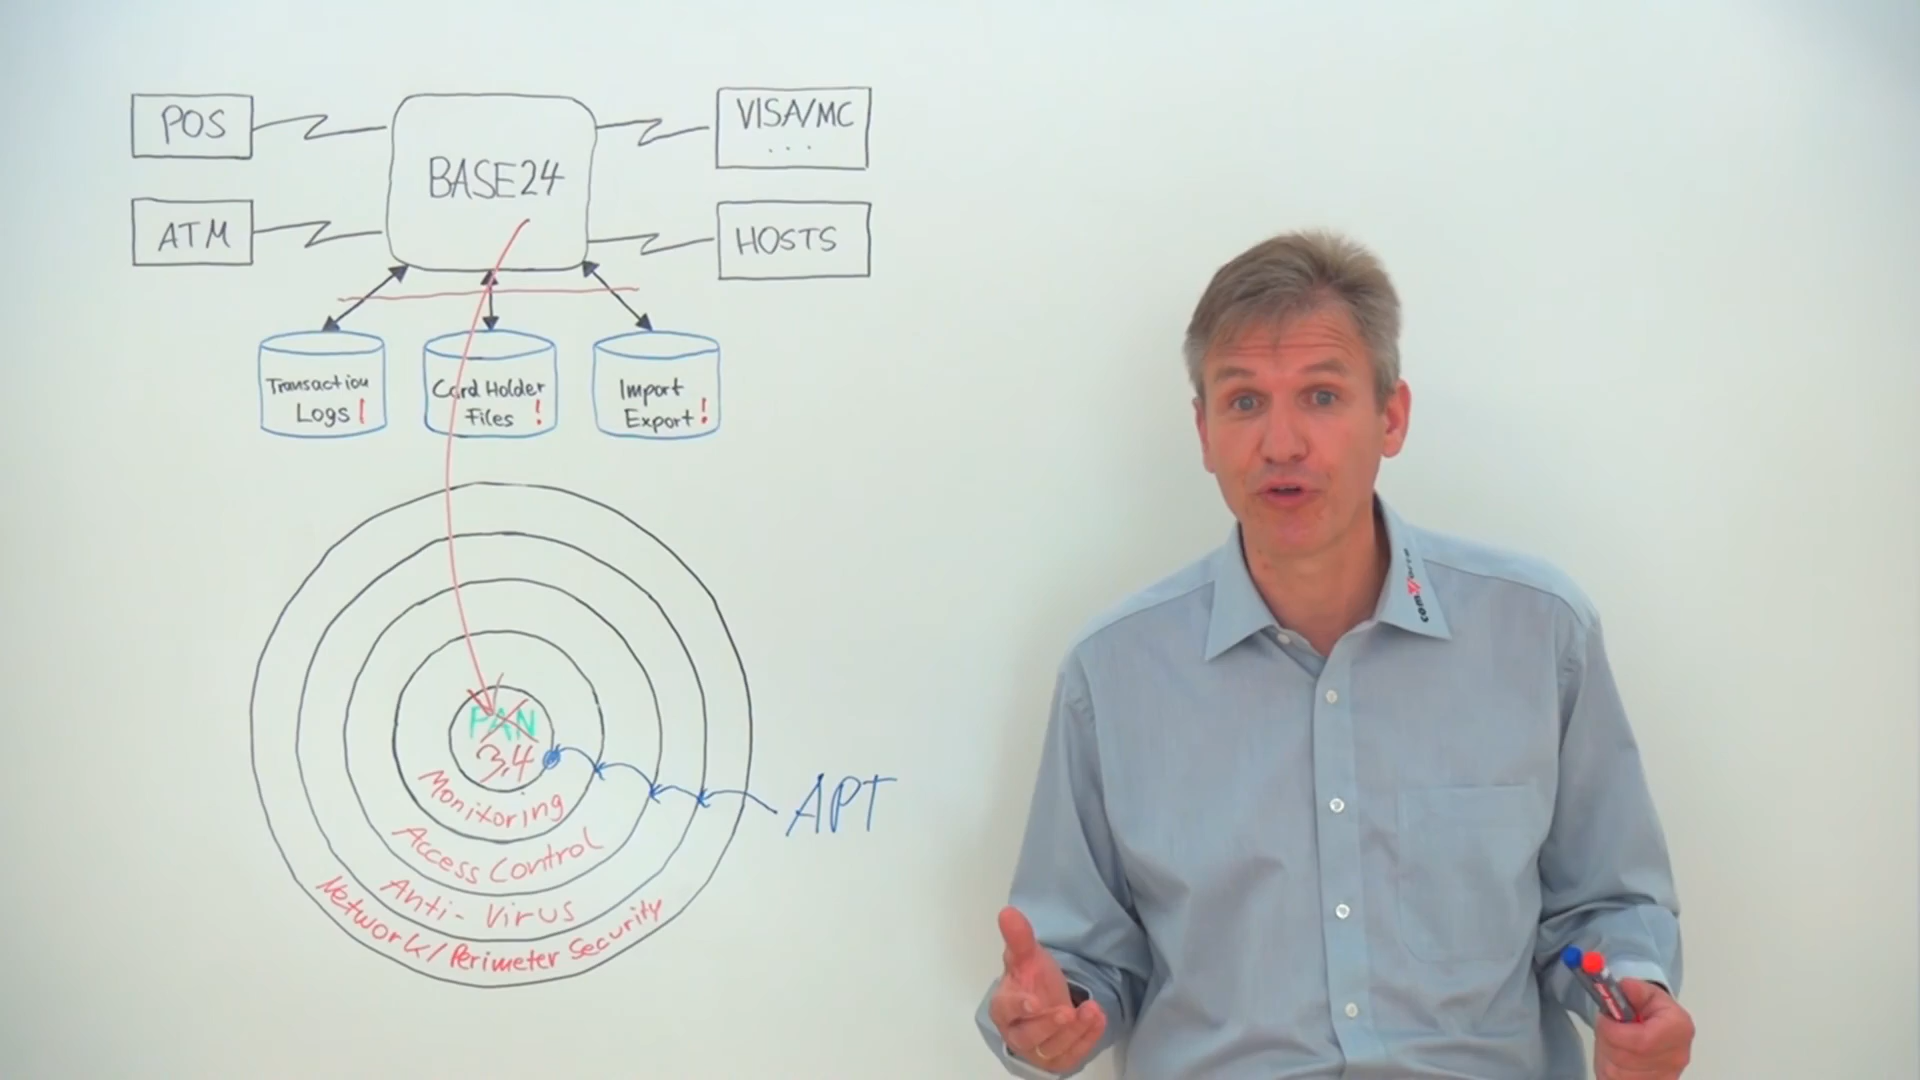 POS
BASE24
VISA/MC
...
ATM
HOSTS
Transaction
Logs!
Card Holder
Files !
Import
Export!
PAN
3.4
Monitoring
Access Control
Anti-Virus
Network/Perimeter Security
APT
comforte